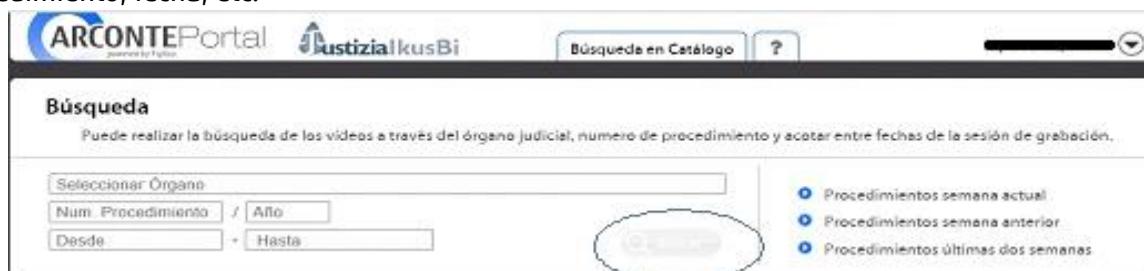 ARCONTEPortal JustiziaIkusBi Búsqueda en Catálogo ?
Búsqueda
Puede realizar la búsqueda de los vídeos a través del órgano judicial, numero de procedimiento y acotar entre fechas de la sesión de grabación.
Seleccionar Órgano
Num. Procedimiento / Año
Desde - Hasta
Procedimientos semana actual
Procedimientos semana anterior
Procedimientos últimas dos semanas